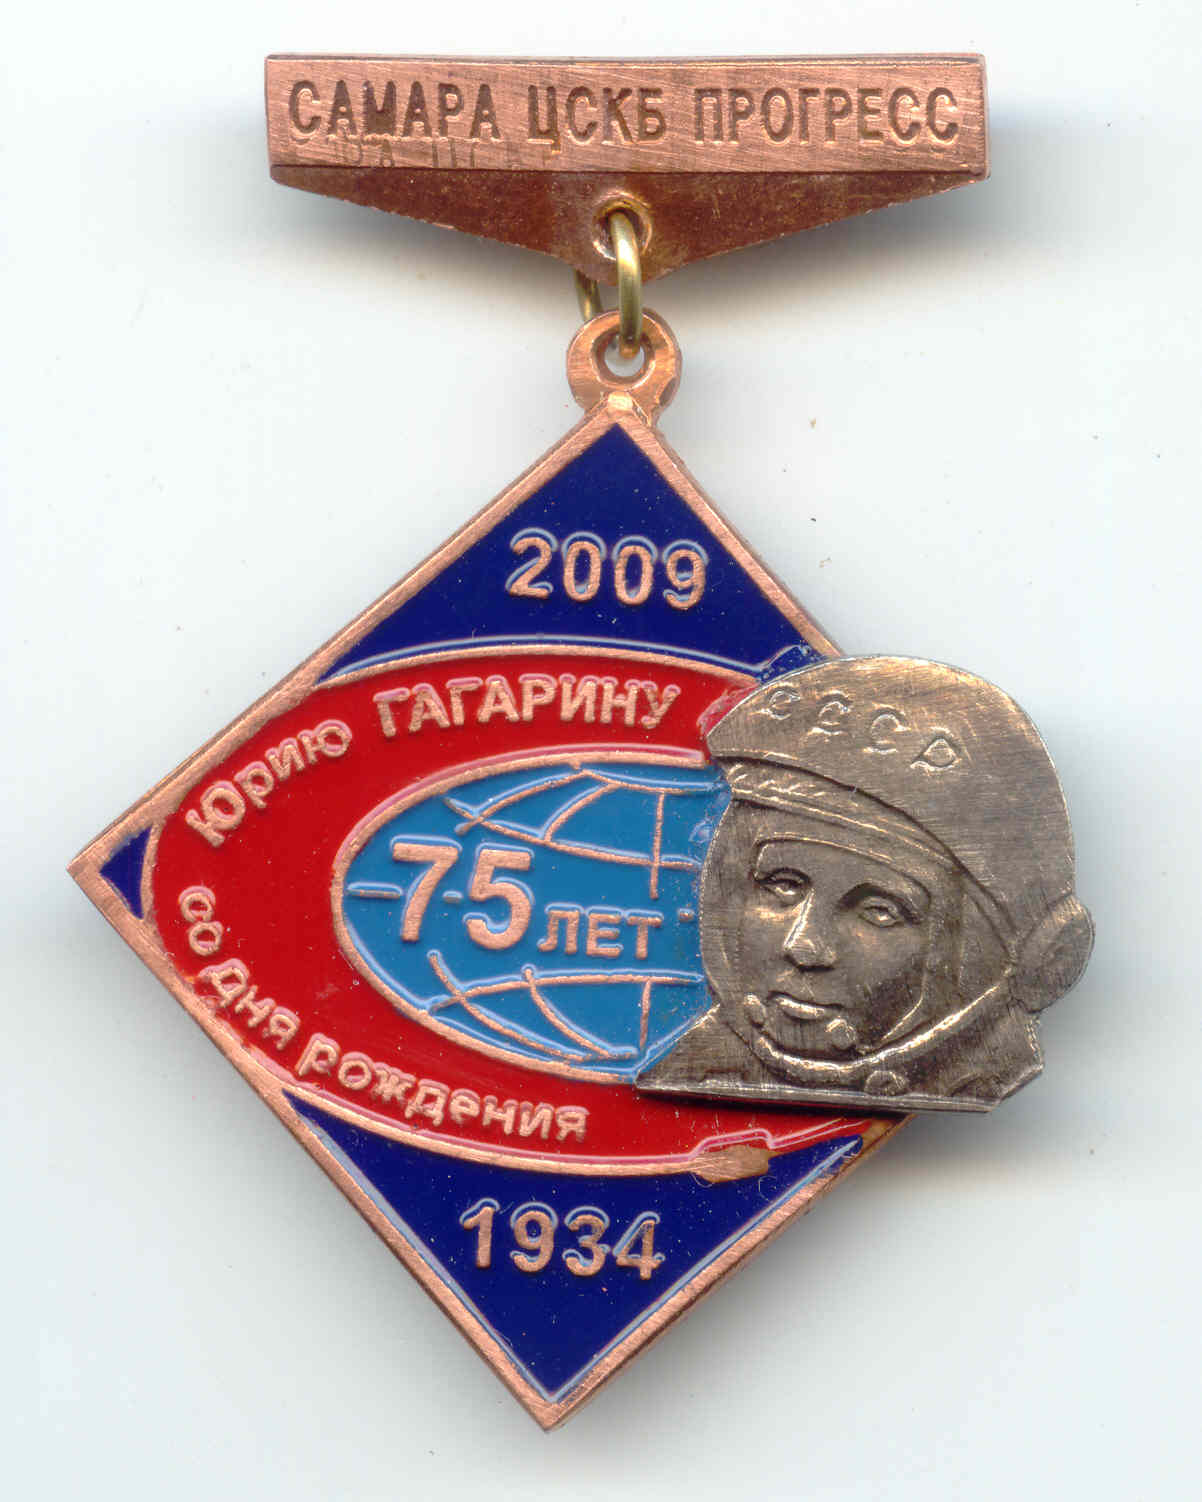 САМАРА ЦСКБ ПРОГРЕСС
2009
Юрию ГАГАРИНУ
СССР
75 ЛЕТ
со дня рождения
1934